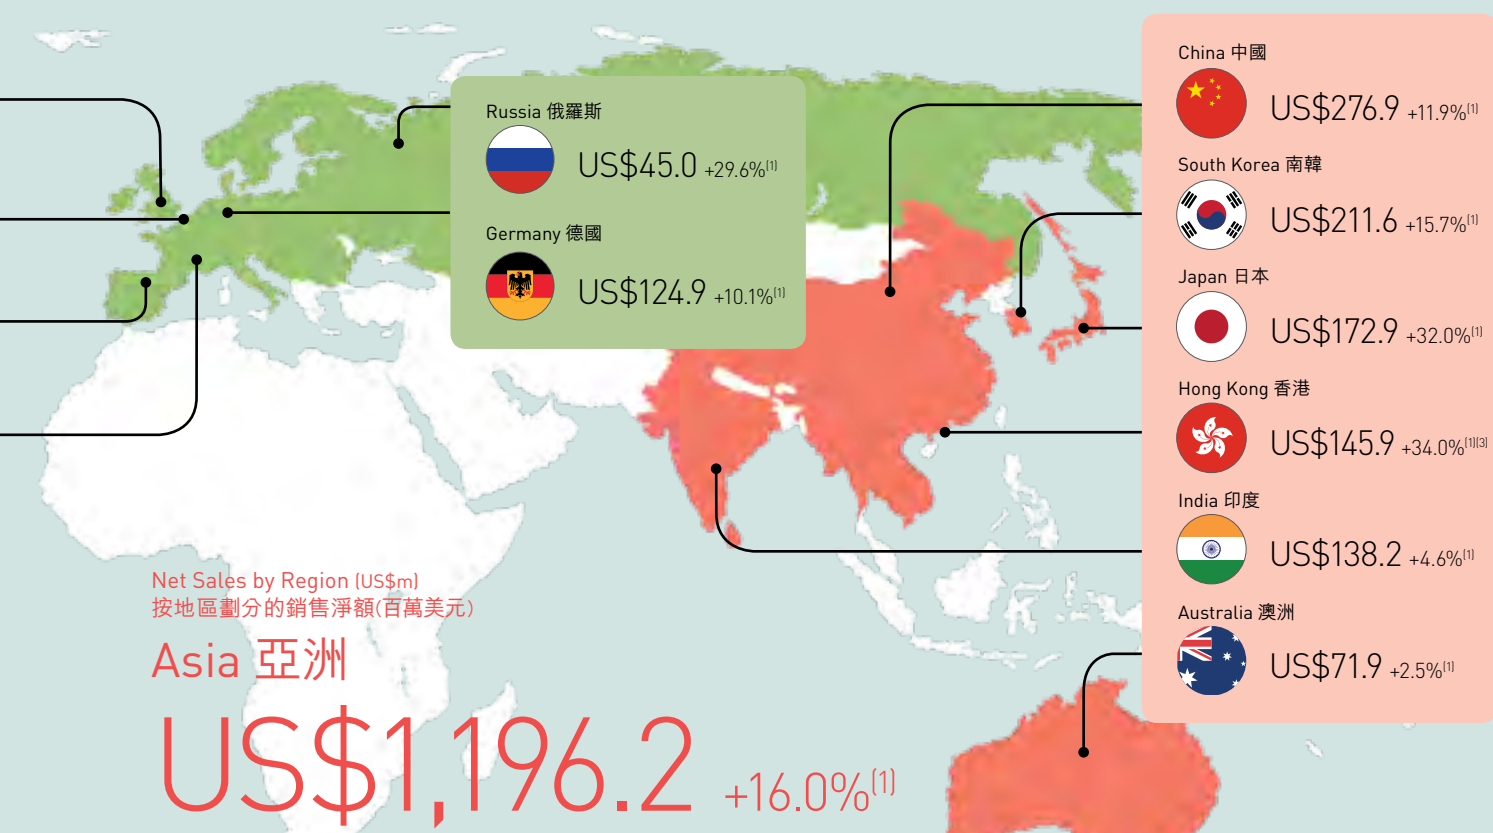 Russia 俄羅斯
US$45.0 +29.6%(1)
Germany 德國
US$124.9 +10.1%(1)
China 中國
US$276.9 +11.9%(1)
South Korea 南韓
US$211.6 +15.7%(1)
Japan 日本
US$172.9 +32.0%(1)
Hong Kong 香港
US$145.9 +34.0%(1)(3)
India 印度
US$138.2 +4.6%(1)
Australia 澳洲
US$71.9 +2.5%(1)
Net Sales by Region (US$m)
按地區劃分的銷售淨額(百萬美元)
Asia 亞洲
US$1,196.2 +16.0%(1)